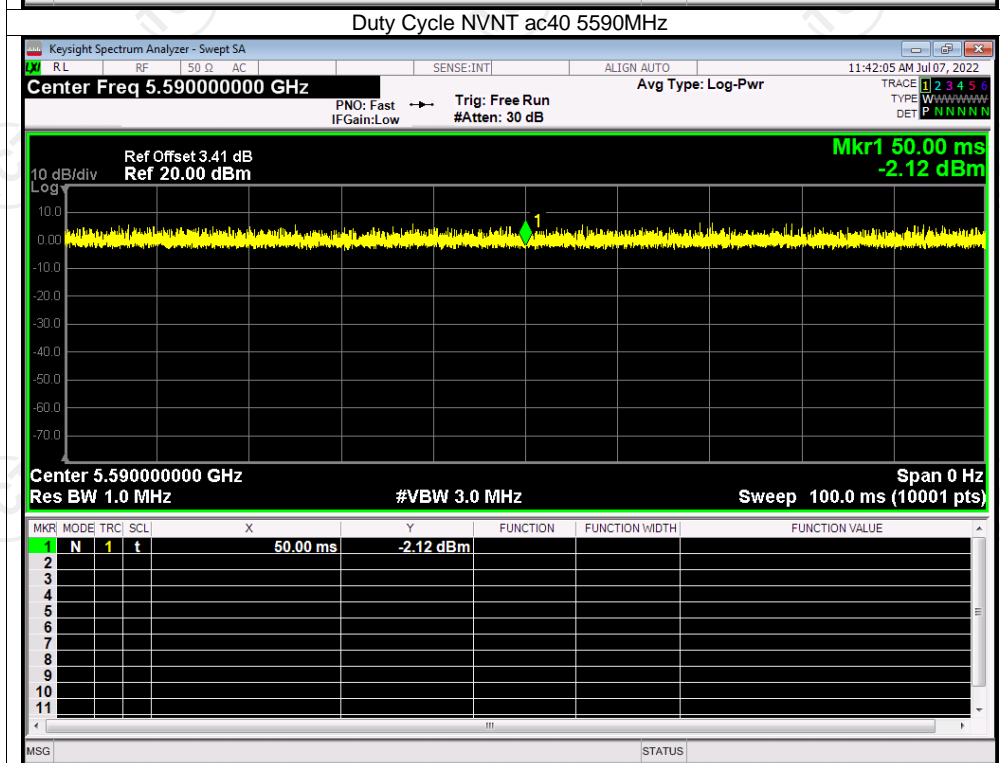 Duty Cycle NVNT ac40 5590MHz
Keysight Spectrum Analyzer - Swept SA
LXI RL RF 50 Ω AC SENSE:INT ALIGN AUTO 11:42:05 AM Jul 07, 2022
Center Freq 5.590000000 GHz Avg Type: Log-Pwr TRACE 1 2 3 4 5 6
PNO: Fast Trig: Free Run TYPE WWWWWW
IFGain:Low #Atten: 30 dB DET P N N N N N
Mkr1 50.00 ms
-2.12 dBm
Ref Offset 3.41 dB
10 dB/div Ref 20.00 dBm
Log
10.0
1
0.00
-10.0
-20.0
-30.0
-40.0
-50.0
-60.0
-70.0
Center 5.590000000 GHz Span 0 Hz
Res BW 1.0 MHz #VBW 3.0 MHz Sweep 100.0 ms (10001 pts)
MKR MODE TRC SCL X Y FUNCTION FUNCTION WIDTH FUNCTION VALUE
1 N 1 t 50.00 ms -2.12 dBm
2
3
4
5
6
7
8
9
10
11
MSG STATUS